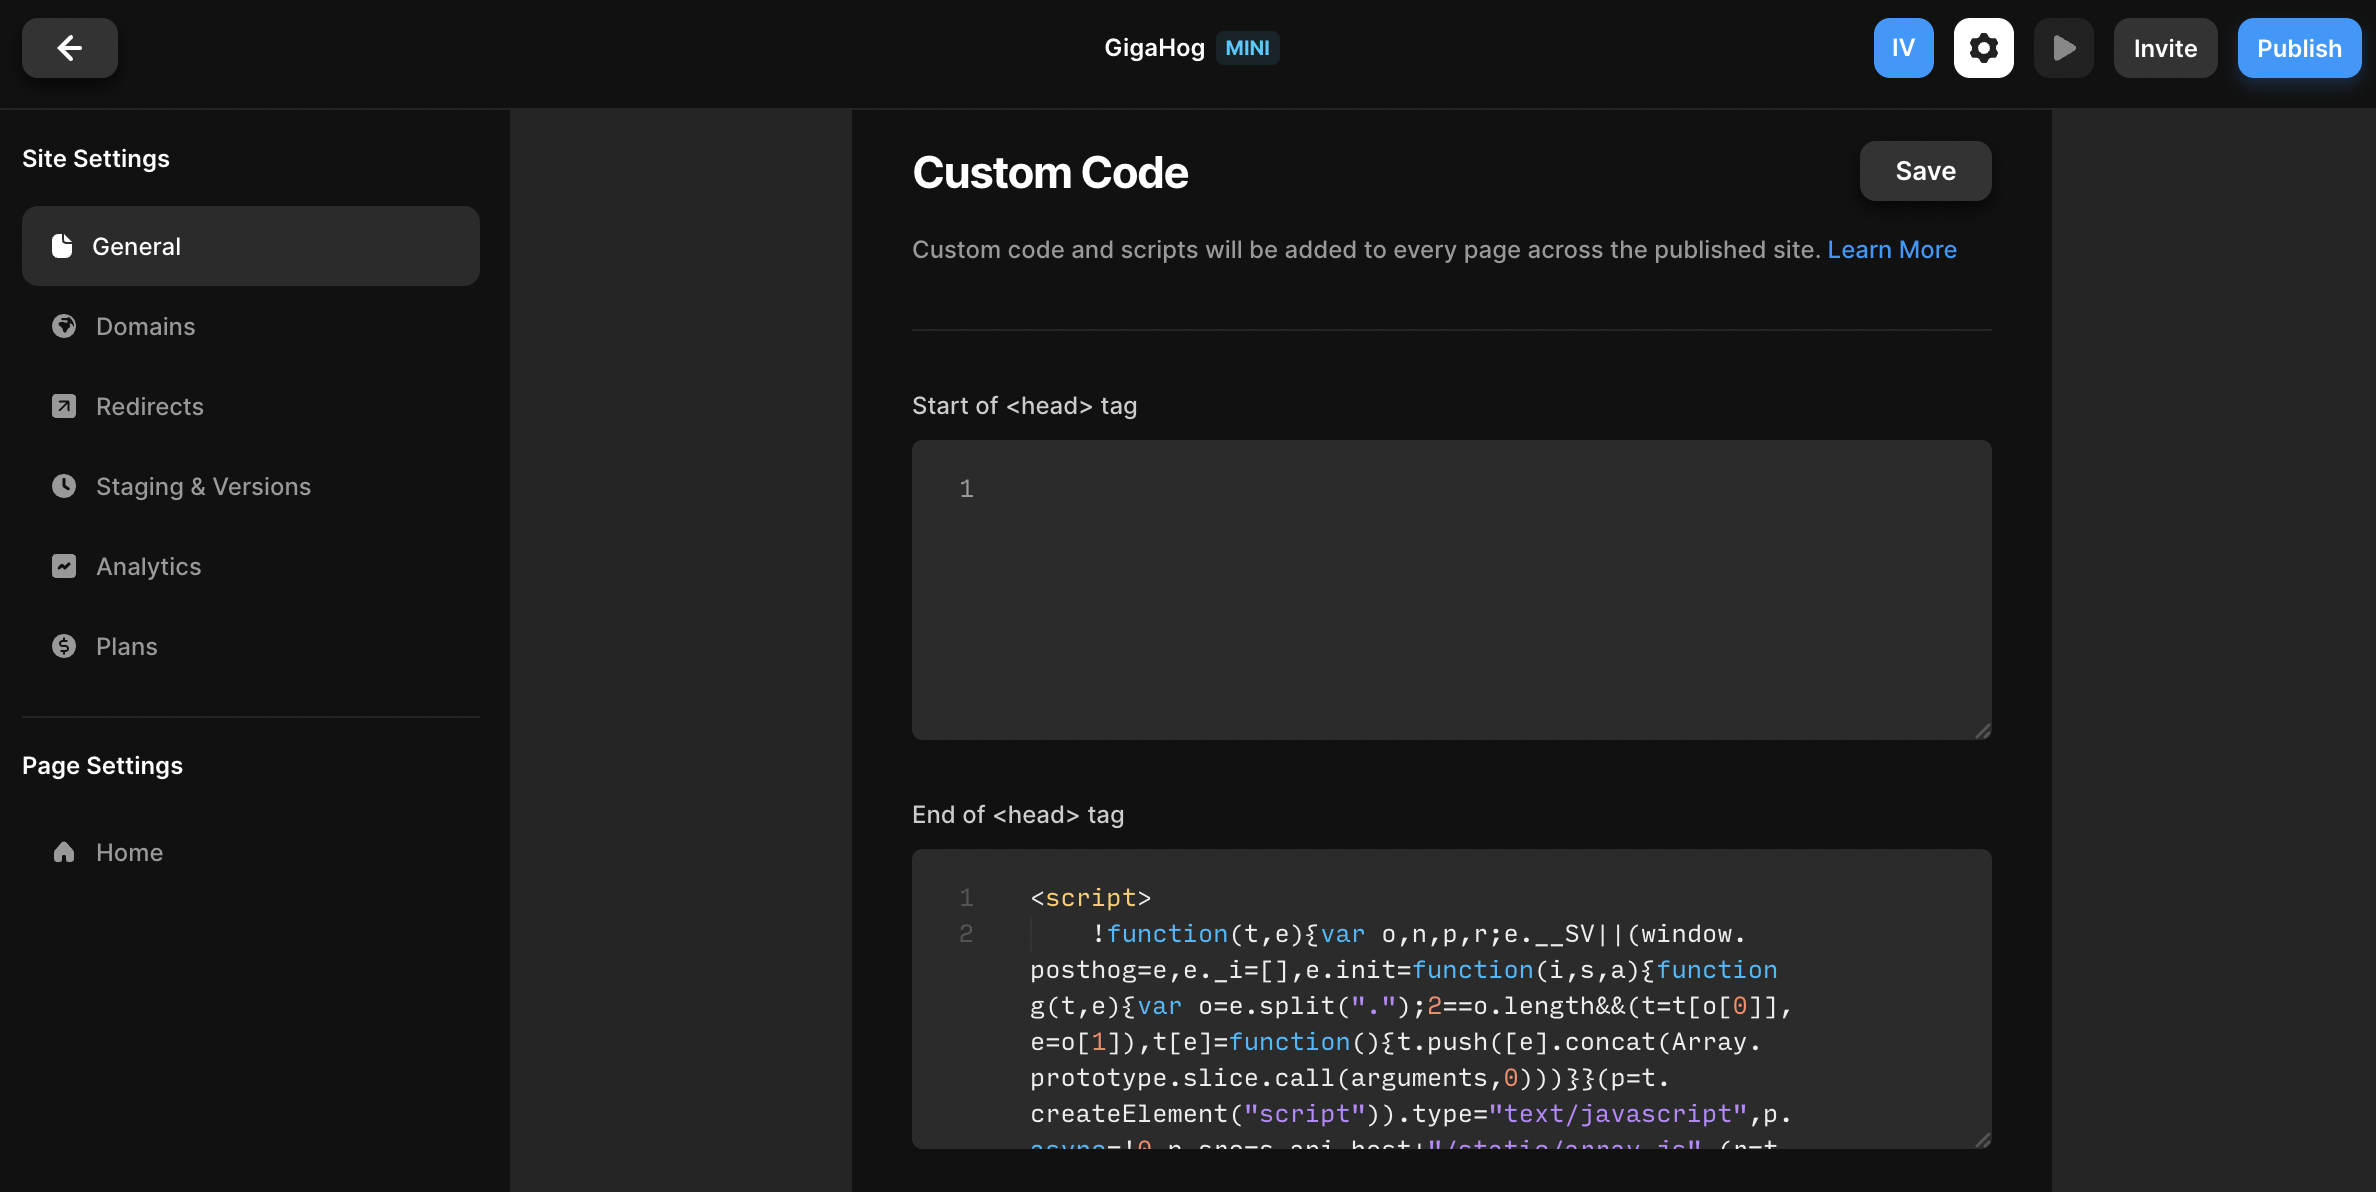 GigaHog MINI
IV
Invite
Publish
Site Settings
General
Domains
Redirects
Staging & Versions
Analytics
Plans
Page Settings
Home
Custom Code
Save
Custom code and scripts will be added to every page across the published site. Learn More
Start of <head> tag
1
End of <head> tag
1 <script>
2 !function(t,e){var o,n,p,r;e.__SV||(window.
posthog=e,e._i=[],e.init=function(i,s,a){function
g(t,e){var o=e.split(".");2==o.length&&(t=t[o[0]],
e=o[1]),t[e]=function(){t.push([e].concat(Array.
prototype.slice.call(arguments,0)))}}(p=t.
createElement("script")).type="text/javascript",p.